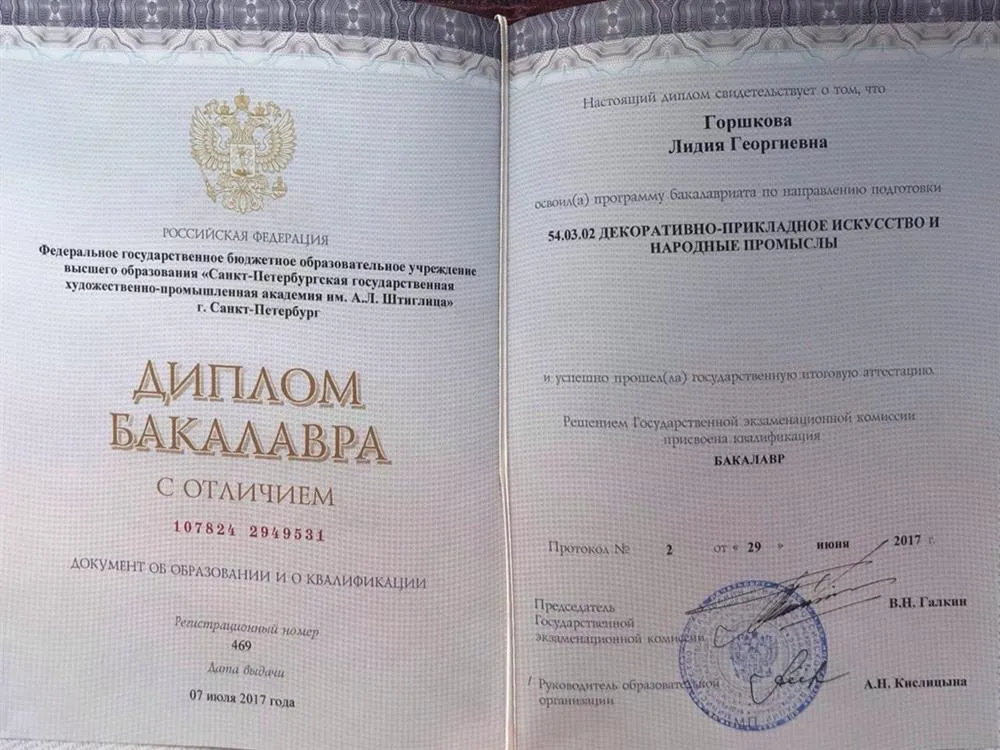 РОССИЙСКАЯ ФЕДЕРАЦИЯ
Федеральное государственное бюджетное образовательное учреждение
высшего образования «Санкт-Петербургская государственная
художественно-промышленная академия им. А.Л. Штиглица»
г. Санкт-Петербург
ДИПЛОМ
БАКАЛАВРА
С ОТЛИЧИЕМ
107824 2949531
ДОКУМЕНТ ОБ ОБРАЗОВАНИИ И О КВАЛИФИКАЦИИ
Регистрационный номер
469
Дата выдачи
07 июля 2017 года
Настоящий диплом свидетельствует о том, что
Горшкова
Лидия Георгиевна
освоил(а) программу бакалавриата по направлению подготовки
54.03.02 ДЕКОРАТИВНО-ПРИКЛАДНОЕ ИСКУССТВО И
НАРОДНЫЕ ПРОМЫСЛЫ
и успешно прошел(ла) государственную итоговую аттестацию.
Решением Государственной экзаменационной комиссии
присвоена квалификация
БАКАЛАВР
Протокол № 2 от « 29 » июня 2017 г.
Председатель
Государственной
экзаменационной комиссии
В.Н. Галкин
Руководитель образовательной
организации
А.Н. Кислицына
М.П.